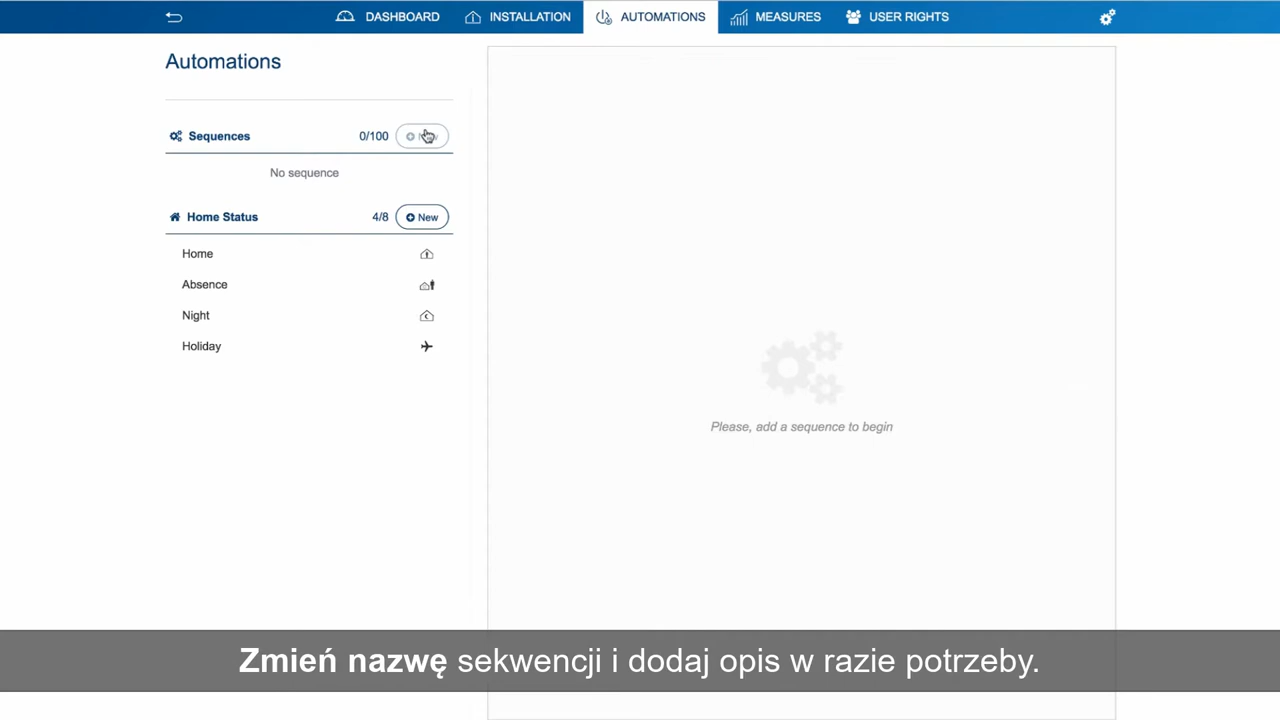 DASHBOARD INSTALLATION AUTOMATIONS MEASURES USER RIGHTS
Automations
Sequences 0/100
No sequence
Home Status 4/8 New
Home
Absence
Night
Holiday
Please, add a sequence to begin
Zmień nazwę sekwencji i dodaj opis w razie potrzeby.